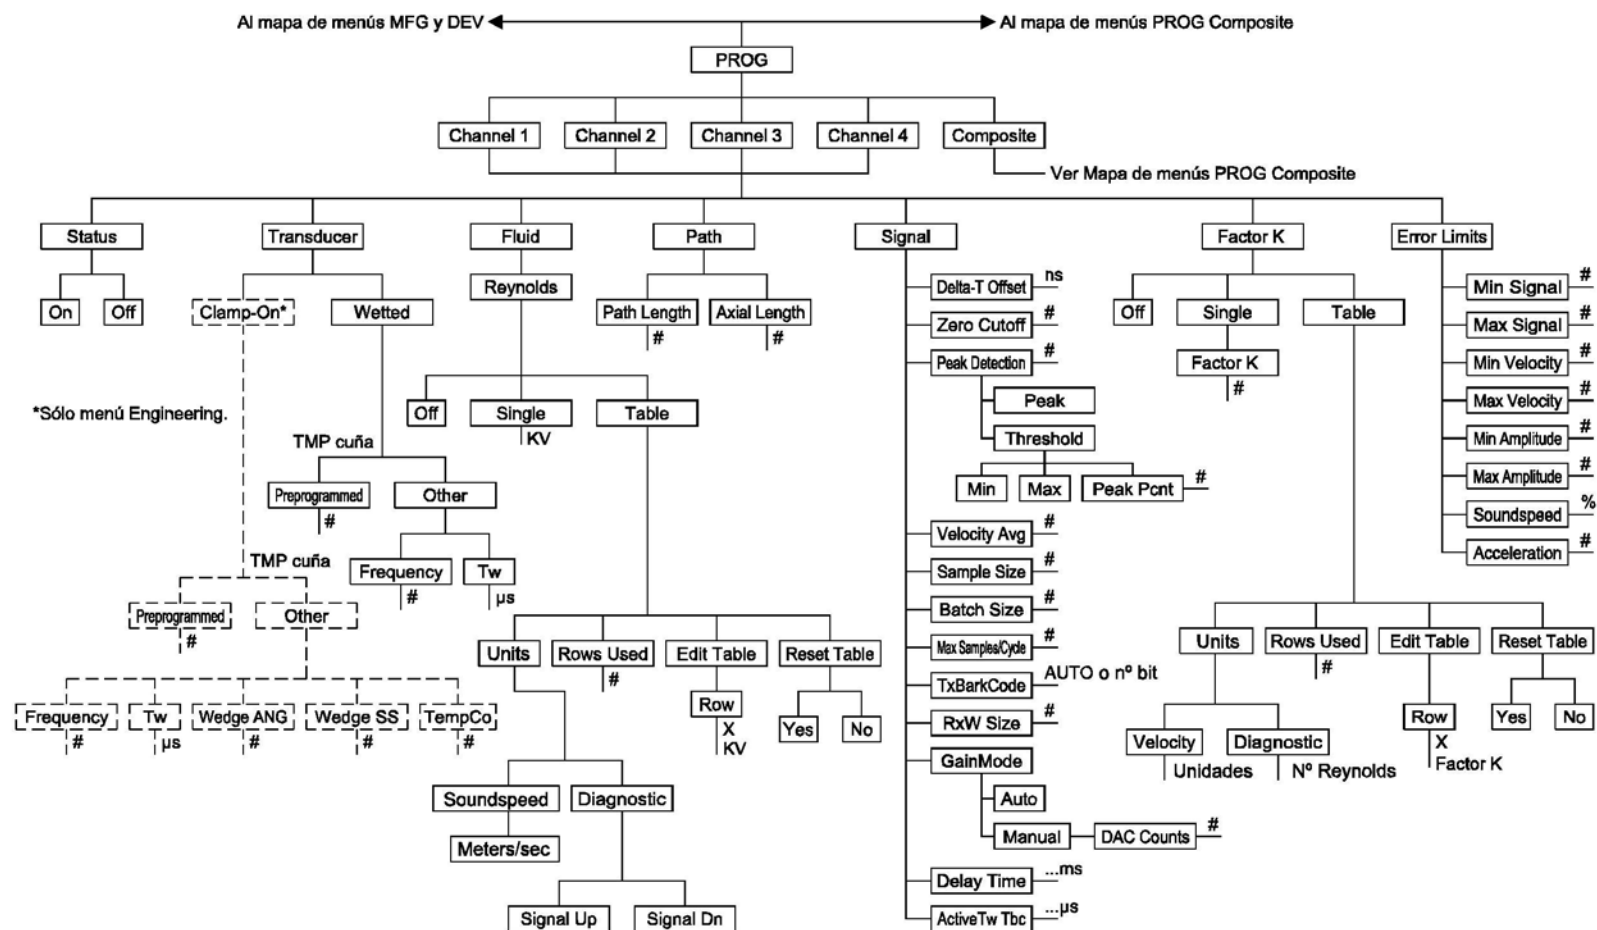 Al mapa de menús MFG y DEV
Al mapa de menús PROG Composite
PROG
Channel 1
Channel 2
Channel 3
Channel 4
Composite
Ver Mapa de menús PROG Composite
Status
Transducer
Fluid
Path
Signal
Factor K
Error Limits
On
Off
Clamp-On*
Wetted
Reynolds
Path Length
#
Axial Length
#
*Sólo menú Engineering.
TMP cuña
Preprogrammed
#
Other
Frequency
#
Tw
µs
TMP cuña
Preprogrammed
#
Other
Frequency
#
Tw
µs
Wedge ANG
#
Wedge SS
#
TempCo
#
Off
Single
KV
Table
Units
Rows Used
#
Edit Table
Reset Table
Row
X
KV
Yes
No
Soundspeed
Diagnostic
Meters/sec
Signal Up
Signal Dn
Delta-T Offset
ns
Zero Cutoff
#
Peak Detection
#
Peak
Threshold
Min
Max
Peak Pcnt
#
Velocity Avg
#
Sample Size
#
Batch Size
#
Max Samples/Cycle
#
TxBarkCode
AUTO o nº bit
RxW Size
#
GainMode
Auto
Manual
DAC Counts
#
Delay Time
...ms
ActiveTw Tbc
...µs
Off
Single
Table
Factor K
#
Units
Rows Used
#
Edit Table
Reset Table
Velocity
Unidades
Diagnostic
Nº Reynolds
Row
X
Factor K
Yes
No
Min Signal
#
Max Signal
#
Min Velocity
#
Max Velocity
#
Min Amplitude
#
Max Amplitude
#
Soundspeed
%
Acceleration
#